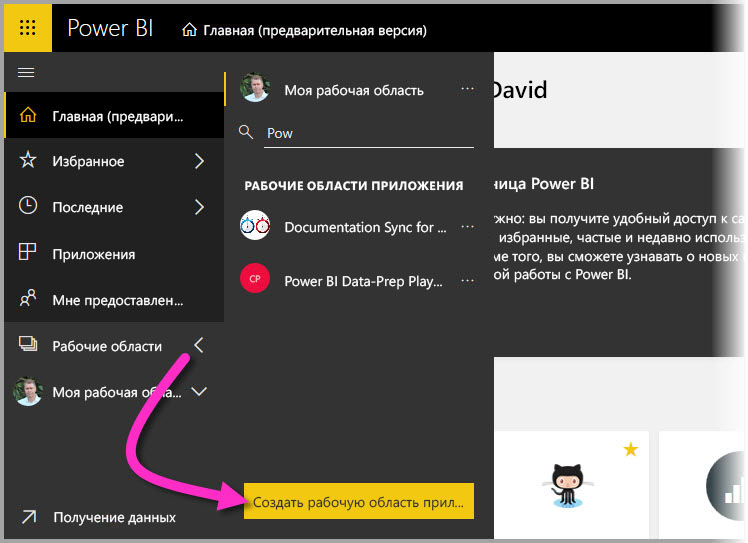 Power BI
Главная (предварительная версия)
Моя рабочая область
David
Главная (предвари...
Pow
Избранное
РАБОЧИЕ ОБЛАСТИ ПРИЛОЖЕНИЯ
ница Power BI
Последние
Documentation Sync for ...
жно: вы получите удобный доступ к са
избранные, частые и недавно использ
Приложения
ме того, вы сможете узнавать о новых
CP
Power BI Data-Prep Play...
ой работы с Power BI.
Мне предоставлен...
Рабочие области
Моя рабочая обла...
Создать рабочую область прил...
Получение данных